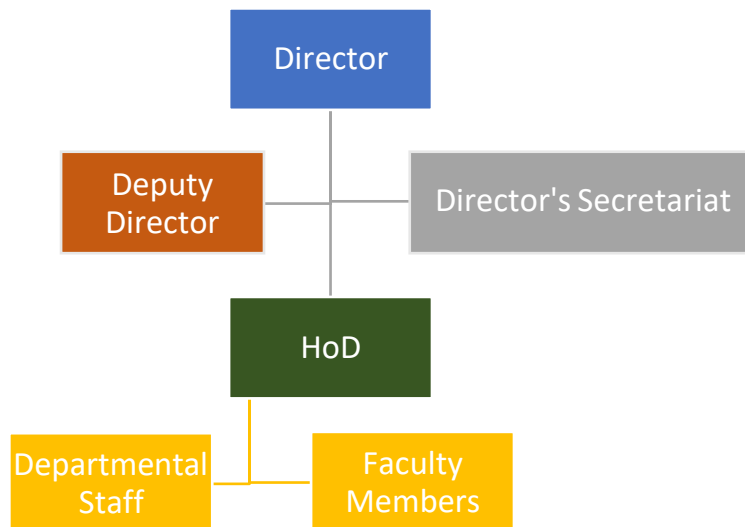 Director
Deputy
Director
Director's Secretariat
HoD
Departmental
Staff
Faculty
Members